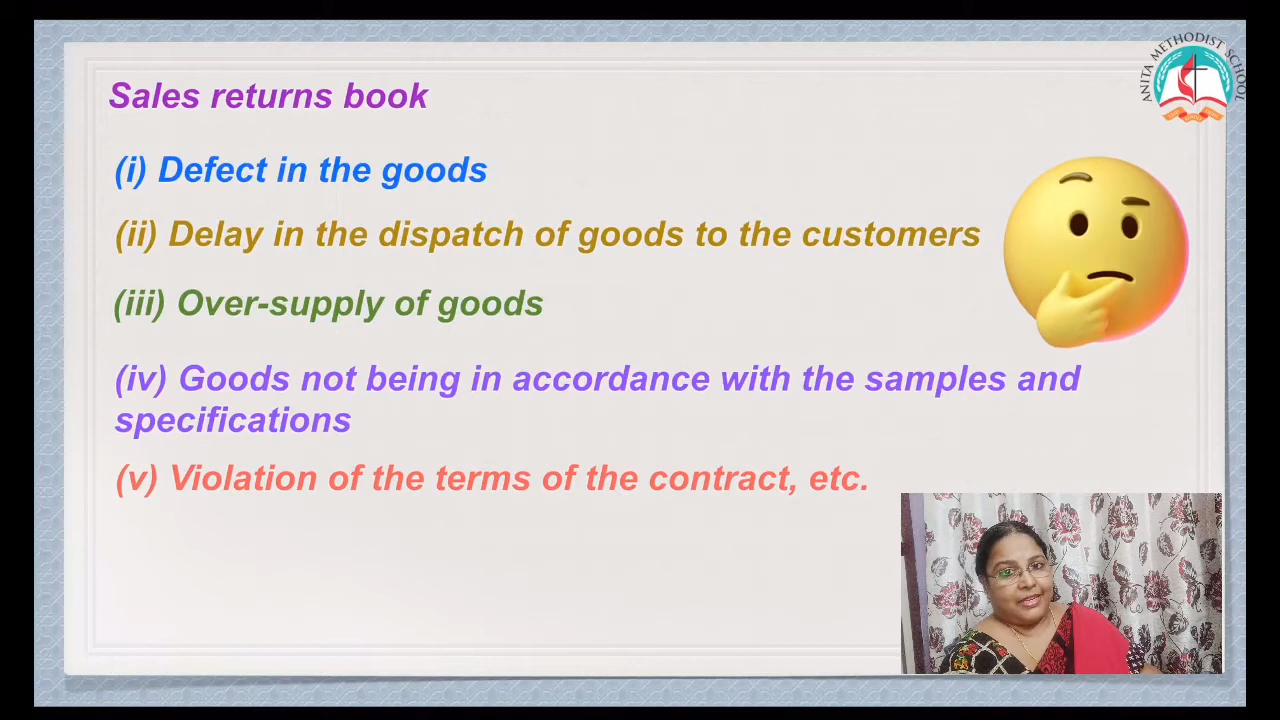 ANITA METHODIST SCHOOL
Sales returns book
(i) Defect in the goods
(ii) Delay in the dispatch of goods to the customers
(iii) Over-supply of goods
(iv) Goods not being in accordance with the samples and
specifications
(v) Violation of the terms of the contract, etc.